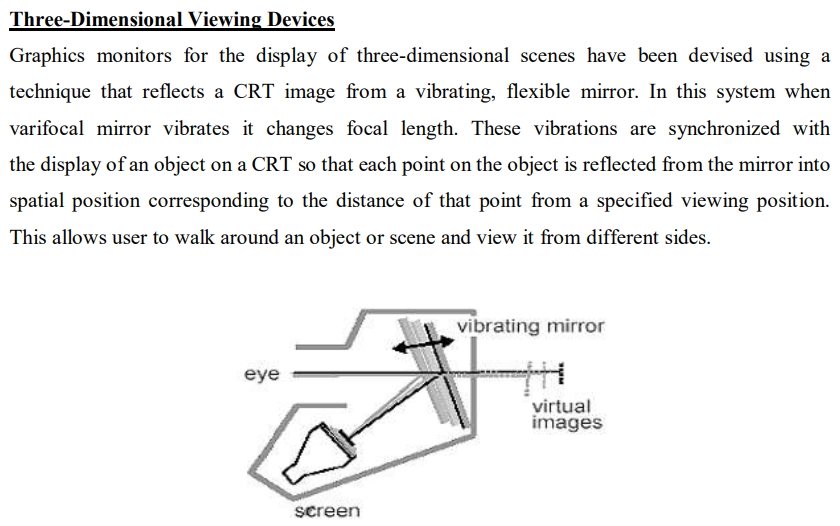 Three-Dimensional Viewing Devices
Graphics monitors for the display of three-dimensional scenes have been devised using a
technique that reflects a CRT image from a vibrating, flexible mirror. In this system when
varifocal mirror vibrates it changes focal length. These vibrations are synchronized with
the display of an object on a CRT so that each point on the object is reflected from the mirror into
spatial position corresponding to the distance of that point from a specified viewing position.
This allows user to walk around an object or scene and view it from different sides.
vibrating mirror
eye
virtual
images
screen